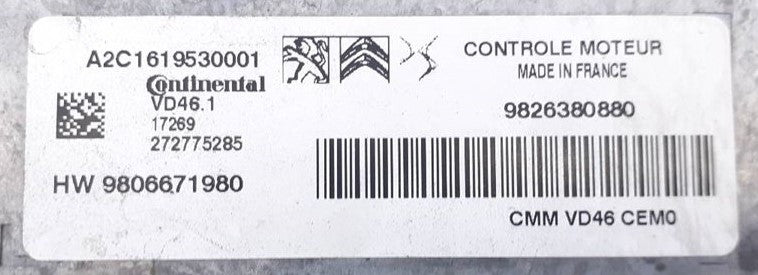 A2C1619530001
Continental
VD46.1
17269
272775285
HW 9806671980
CONTROLE MOTEUR
MADE IN FRANCE
9826380880
CMM VD46 CEM0